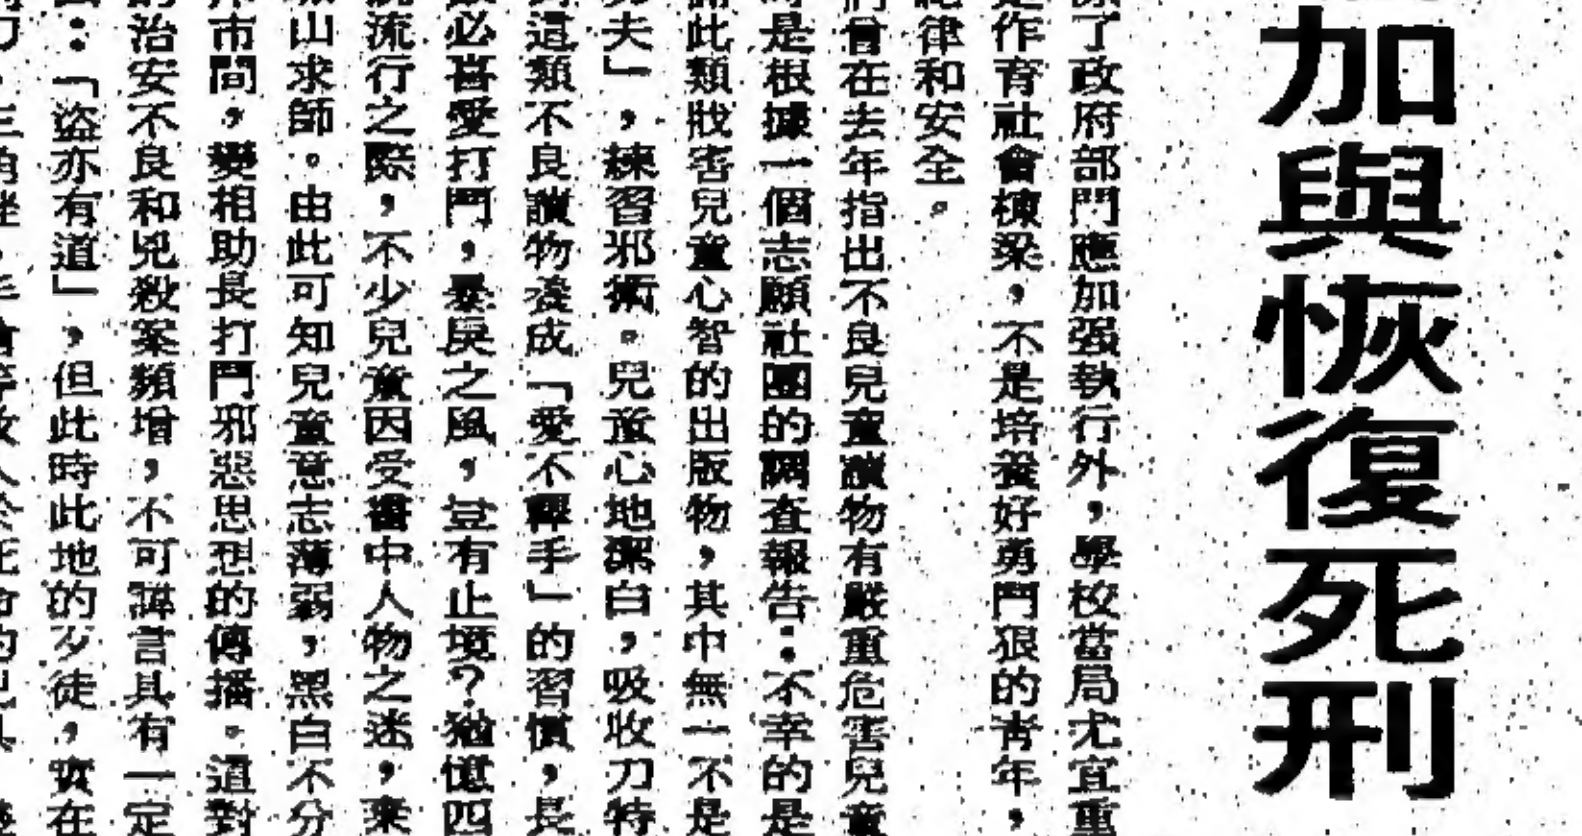 加與恢復死刑
了政府部門應加强執行外，學校當局尤宜重
作育社會棟梁，不是培養好勇鬥狠的青年，
律和安全。
曾在去年指出不良兒童讀物有嚴重危害兒童
是根據一個志願社團的調查報告：不幸的是
此類戕害兒童心智的出版物，其中無一不是
夫」，練習邪術。兒童心地潔白，吸收力特
這類不良讀物養成「愛不釋手」的習慣，長
必喜愛打鬥，暴戾之風，豈有止境？猶憶四
流行之際，不少兒童因受書中人物之迷，棄
山求師。由此可知兒童意志薄弱，黑白不分
市間，變相助長打鬥邪惡思想的傳播。這對
治安不良和兇殺案頻增，不可諱言具有一定
：「盜亦有道」，但此時此地的歹徒，實在